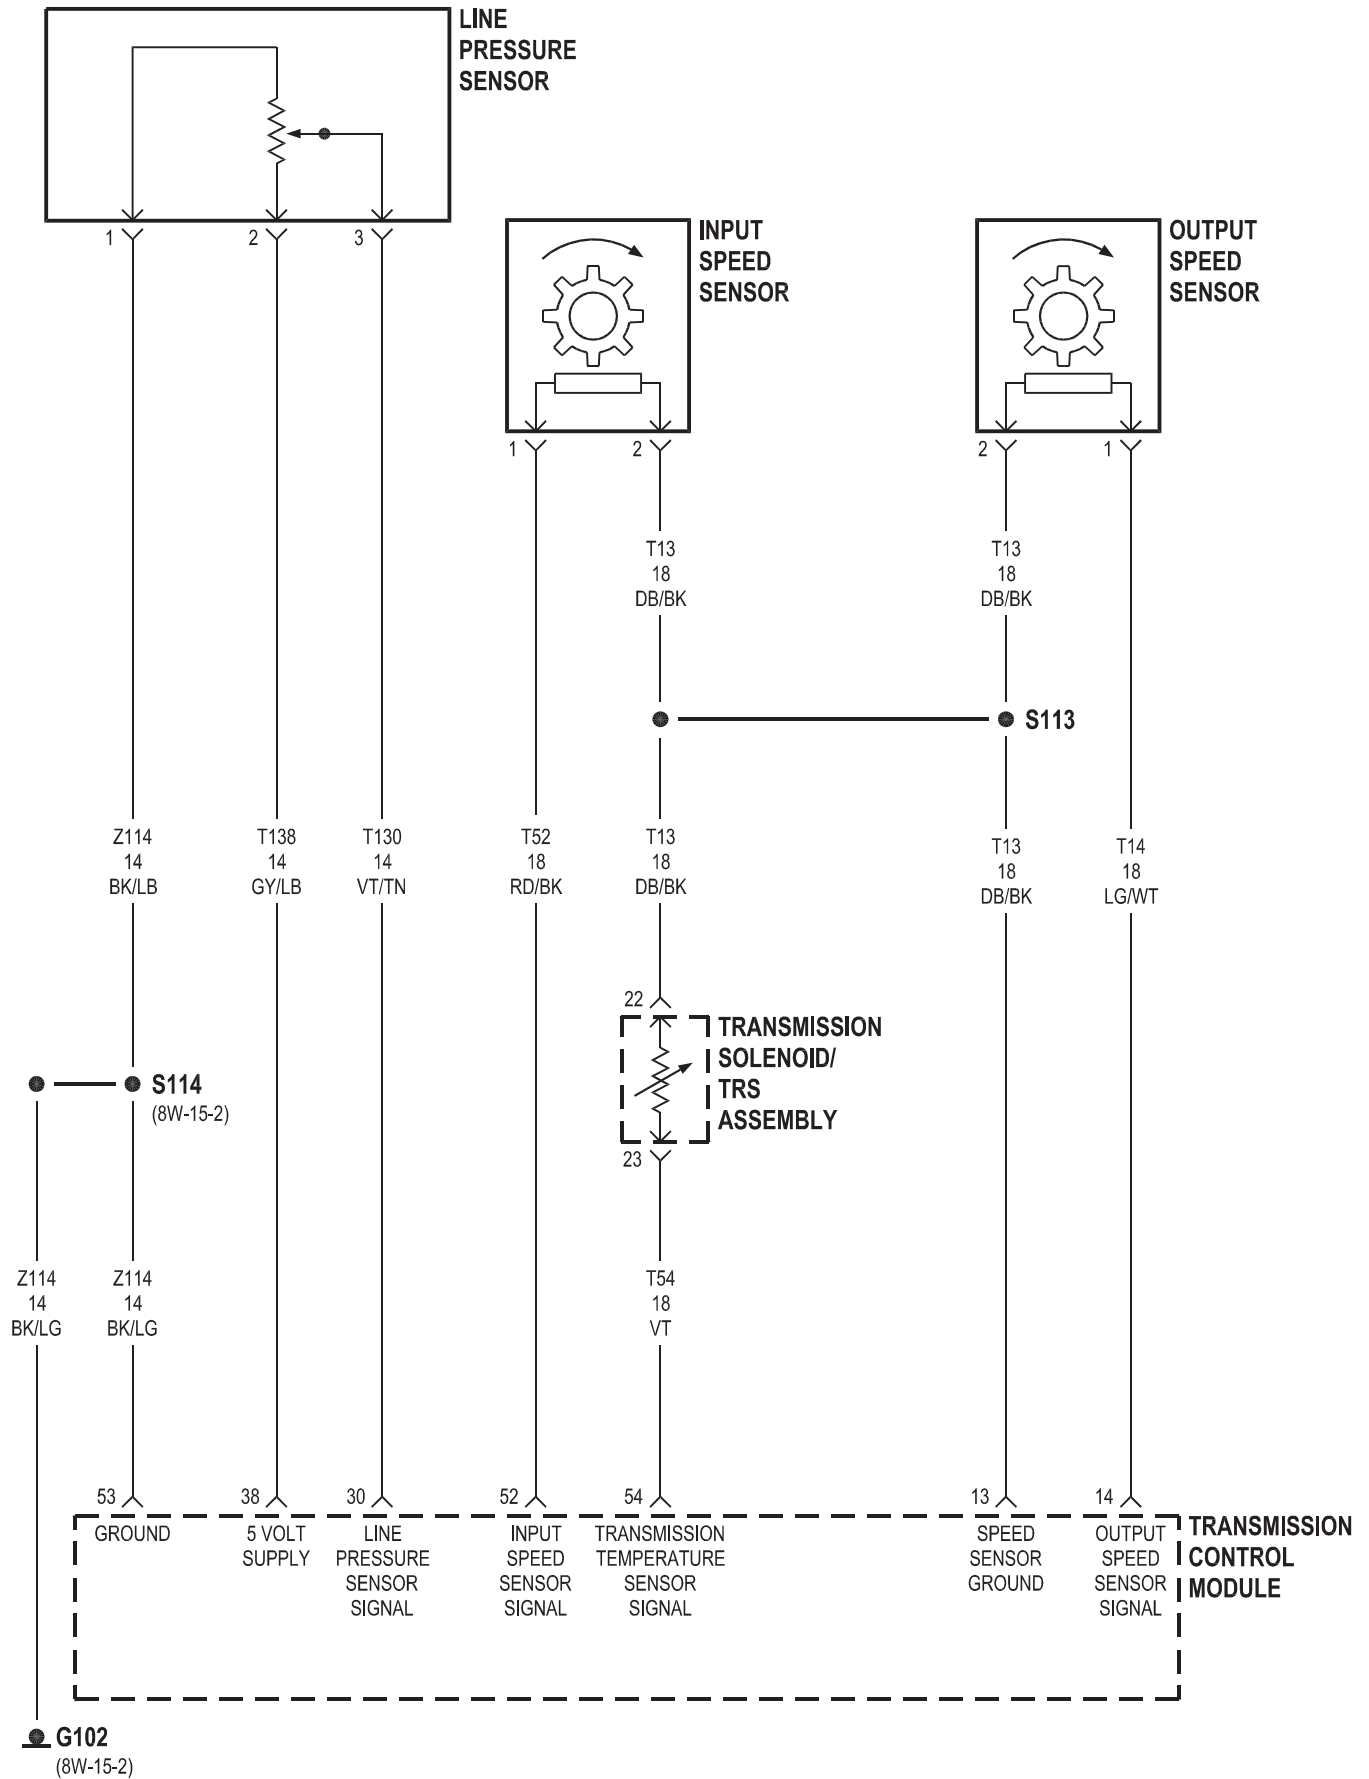 LINE
PRESSURE
SENSOR
1
2
3
INPUT
SPEED
SENSOR
OUTPUT
SPEED
SENSOR
1
2
2
1
T13
18
DB/BK
T13
18
DB/BK
S113
Z114
14
BK/LB
T138
14
GY/LB
T130
14
VT/TN
T52
18
RD/BK
T13
18
DB/BK
T13
18
DB/BK
T14
18
LG/WT
22
TRANSMISSION
SOLENOID/
TRS
ASSEMBLY
23
S114
(8W-15-2)
Z114
14
BK/LG
Z114
14
BK/LG
T54
18
VT
53
38
30
52
54
13
14
GROUND
5 VOLT
SUPPLY
LINE
PRESSURE
SENSOR
SIGNAL
INPUT
SPEED
SENSOR
SIGNAL
TRANSMISSION
TEMPERATURE
SENSOR
SIGNAL
SPEED
SENSOR
GROUND
OUTPUT
SPEED
SENSOR
SIGNAL
TRANSMISSION
CONTROL
MODULE
G102
(8W-15-2)